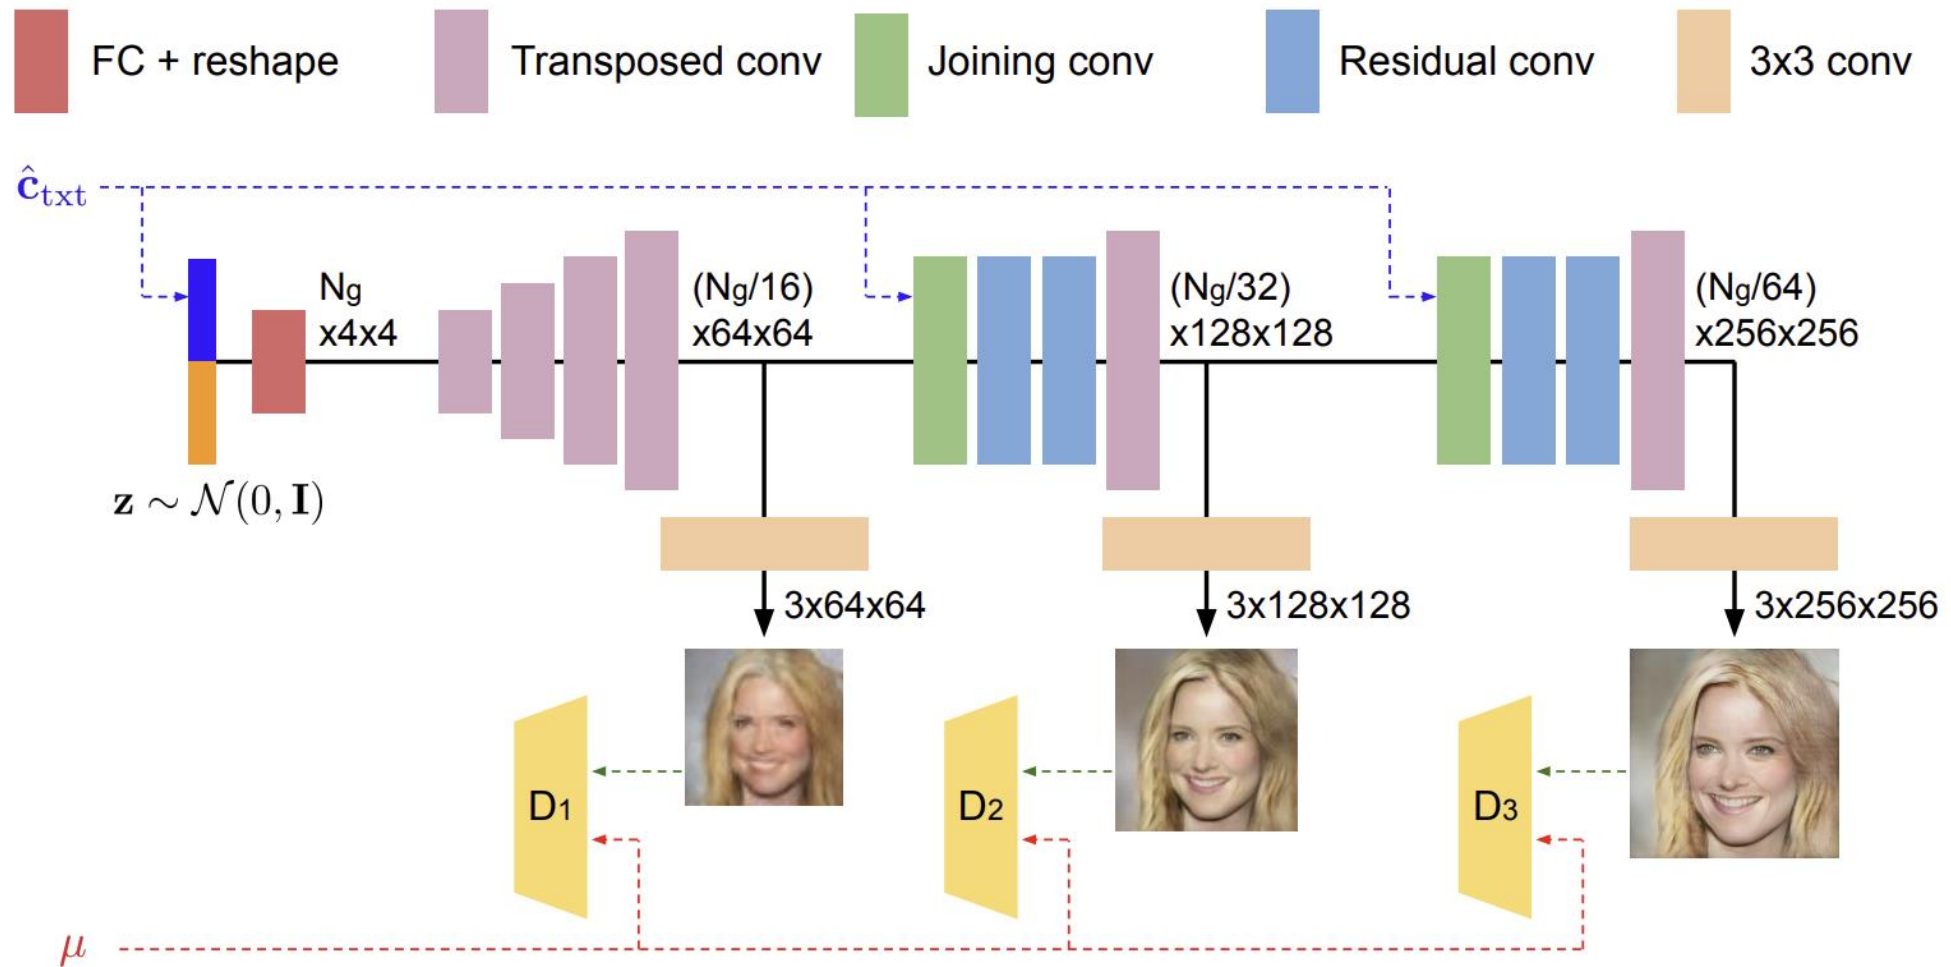 FC + reshape
Transposed conv
Joining conv
Residual conv
3x3 conv
ĉtxt
Ng
x4x4
(Ng/16)
x64x64
(Ng/32)
x128x128
(Ng/64)
x256x256
z ∼ 𝒩(0, I)
3x64x64
3x128x128
3x256x256
D1
D2
D3
μ